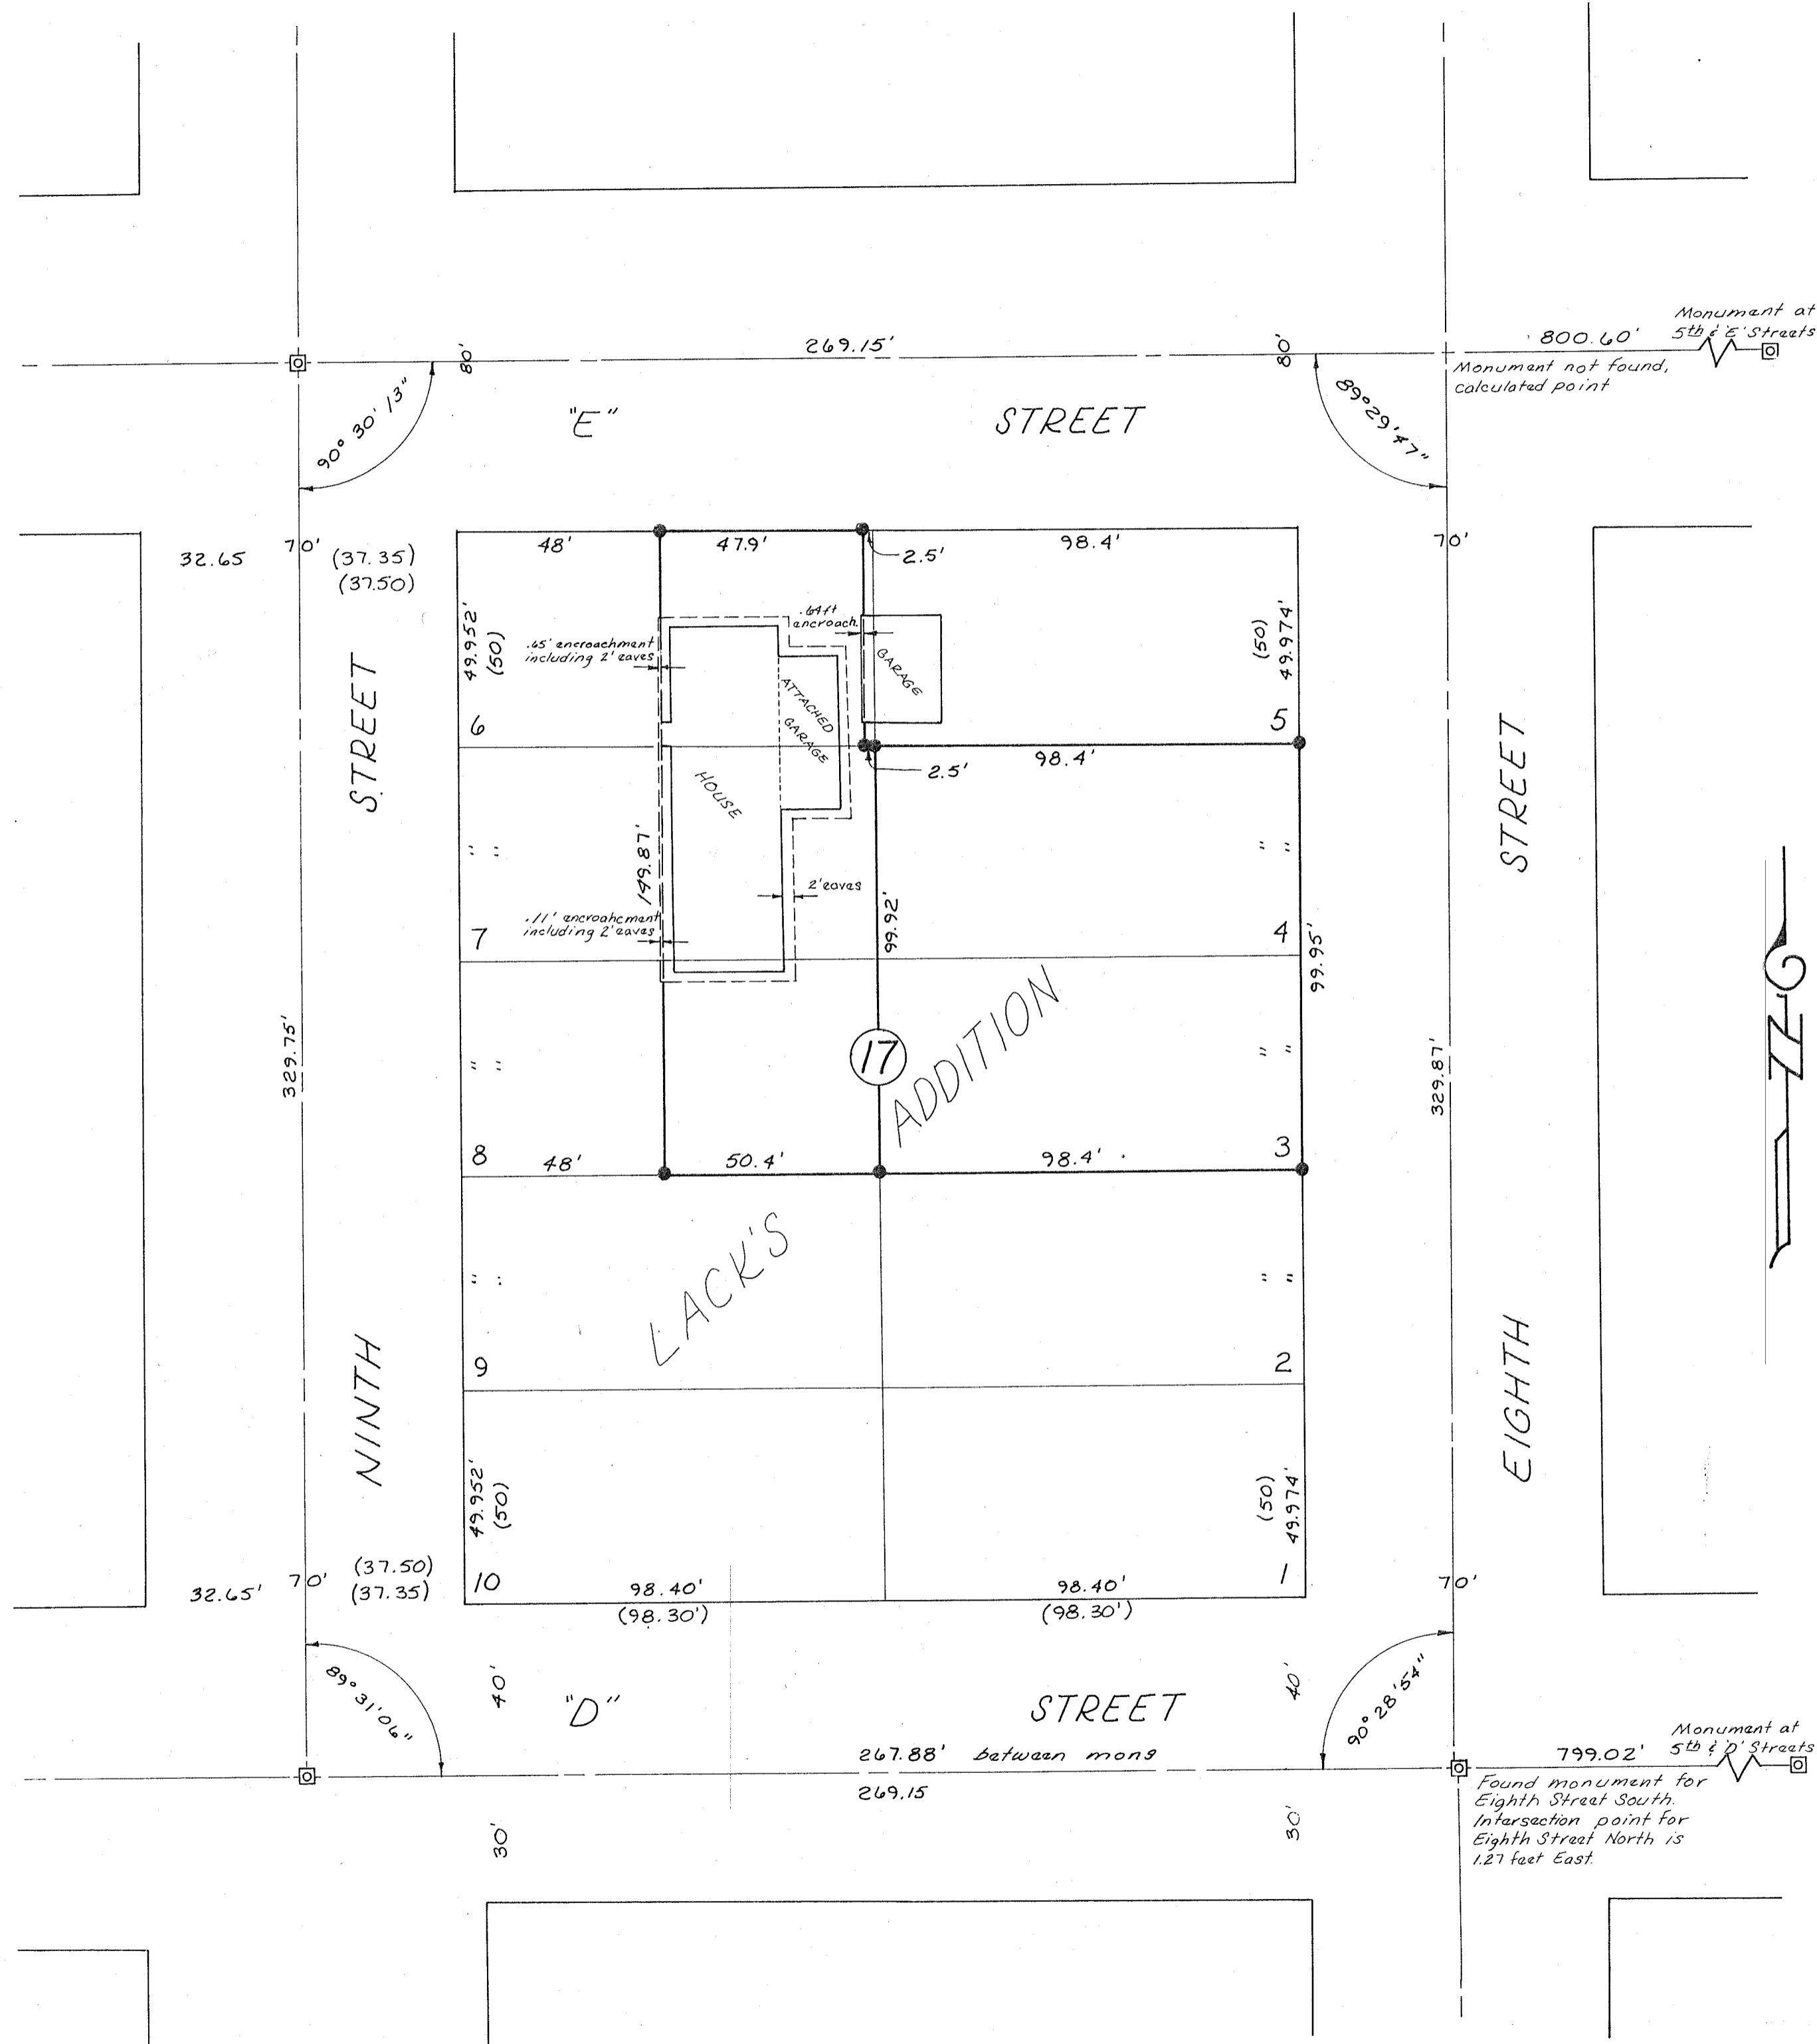 Monument at
5th & 'E' Streets
800.60'
269.15'
80'
80'
Monument not found,
calculated point
90° 30' 13"
89° 29' 47"
"E" STREET
32.65
70'
(37.35)
(37.50)
48'
47.9'
2.5'
98.4'
70'
49.952'
(50)
.65' encroachment
including 2' eaves
.64ft
encroach.
GARAGE
ATTACHED
GARAGE
(50)
49.974'
6
5
2.5'
98.4'
HOUSE
STREET
STREET
149.87'
" "
" "
2' eaves
.11' encroahcment
including 2' eaves
99.92'
7
4
99.95'
N
329.75'
17
ADDITION
" "
" "
329.87'
8
48'
50.4'
98.4'
3
LACK'S
" "
" "
9
2
NINTH
EIGHTH
49.952'
(50)
(50)
49.974'
32.65'
70'
(37.50)
(37.35)
10
98.40'
(98.30')
98.40'
(98.30')
1
70'
89° 31' 06"
40'
"D" STREET
40'
90° 28' 54"
267.88' between mons
269.15
799.02'
Monument at
5th & 'D' Streets
Found monument for
Eighth Street South.
Intersection point for
Eighth Street North is
1.27 feet East.
30'
30'